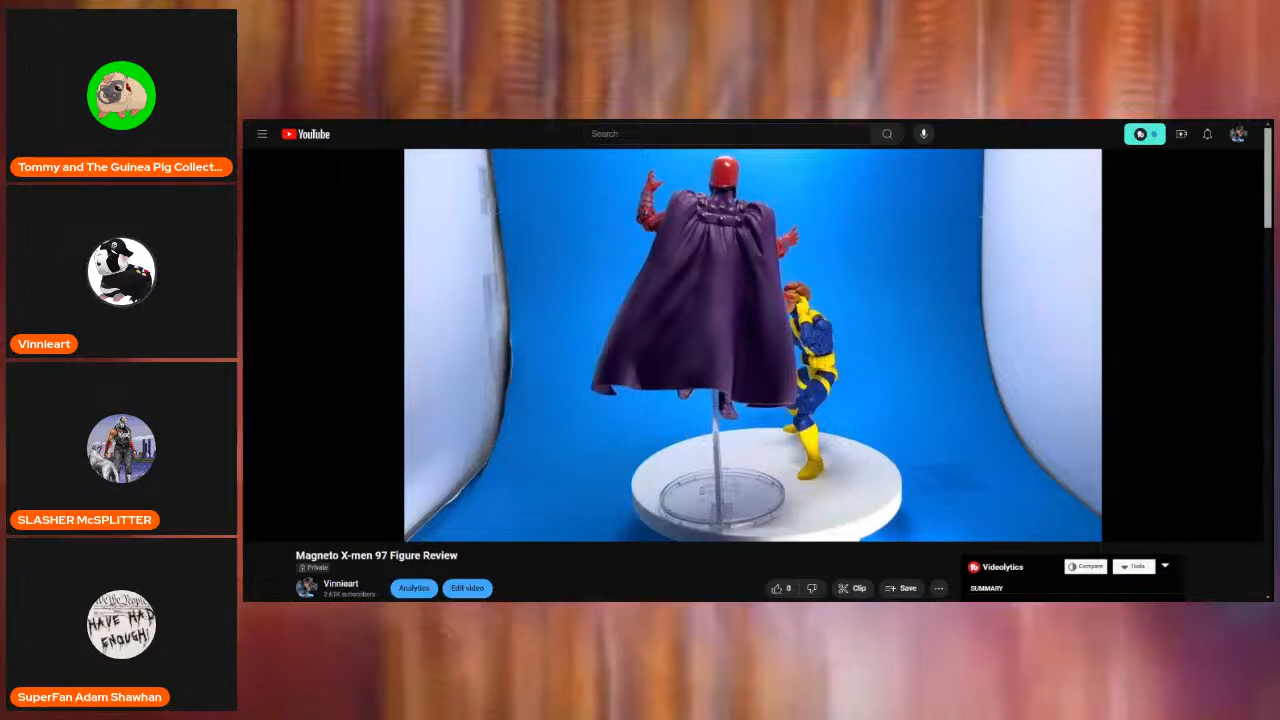 Tommy and The Guinea Pig Collect...
Vinnieart
SLASHER McSPLITTER
HAVE HAD
ENOUGH!
SuperFan Adam Shawhan
YouTube
Search
Magneto X-men 97 Figure Review
Private
Vinnieart
2.61K subscribers
Analytics
Edit video
0
Clip
Save
Videolytics
Compare
Tools
SUMMARY